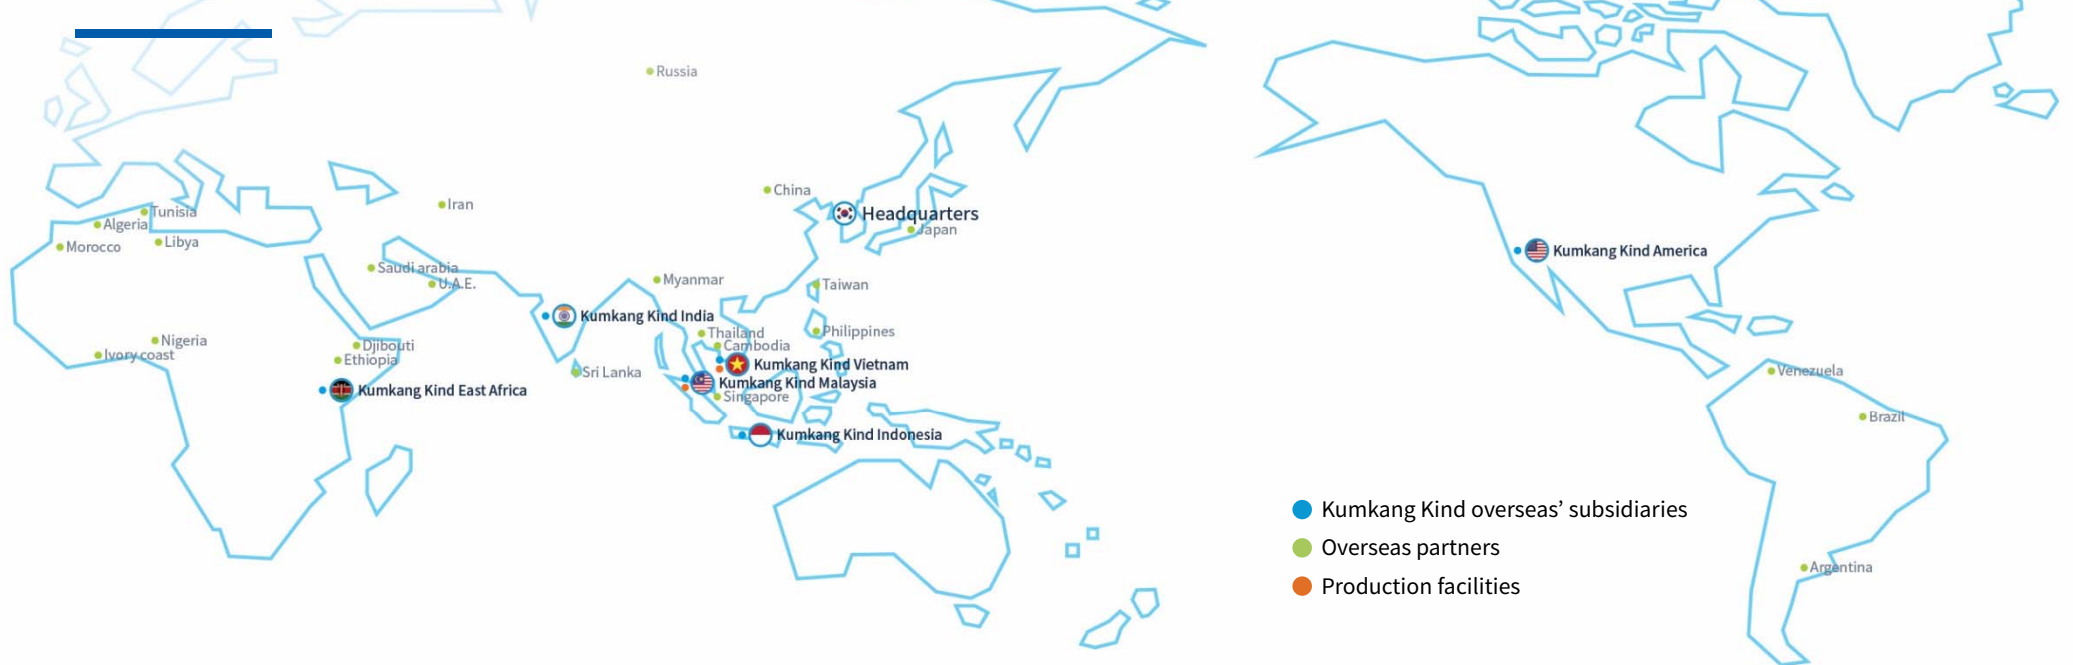 Russia
China
Iran
Tunisia
Headquarters
Algeria
Japan
Libya
Morocco
Kumkang Kind America
Saudi arabia
Myanmar
U.A.E.
Taiwan
Kumkang Kind India
Philippines
Thailand
Nigeria
Djibouti
Cambodia
Ivory coast
Ethiopia
Kumkang Kind Vietnam
Venezuela
Sri Lanka
Kumkang Kind Malaysia
Kumkang Kind East Africa
Singapore
Brazil
Kumkang Kind Indonesia
Kumkang Kind overseas’ subsidiaries
Overseas partners
Argentina
Production facilities